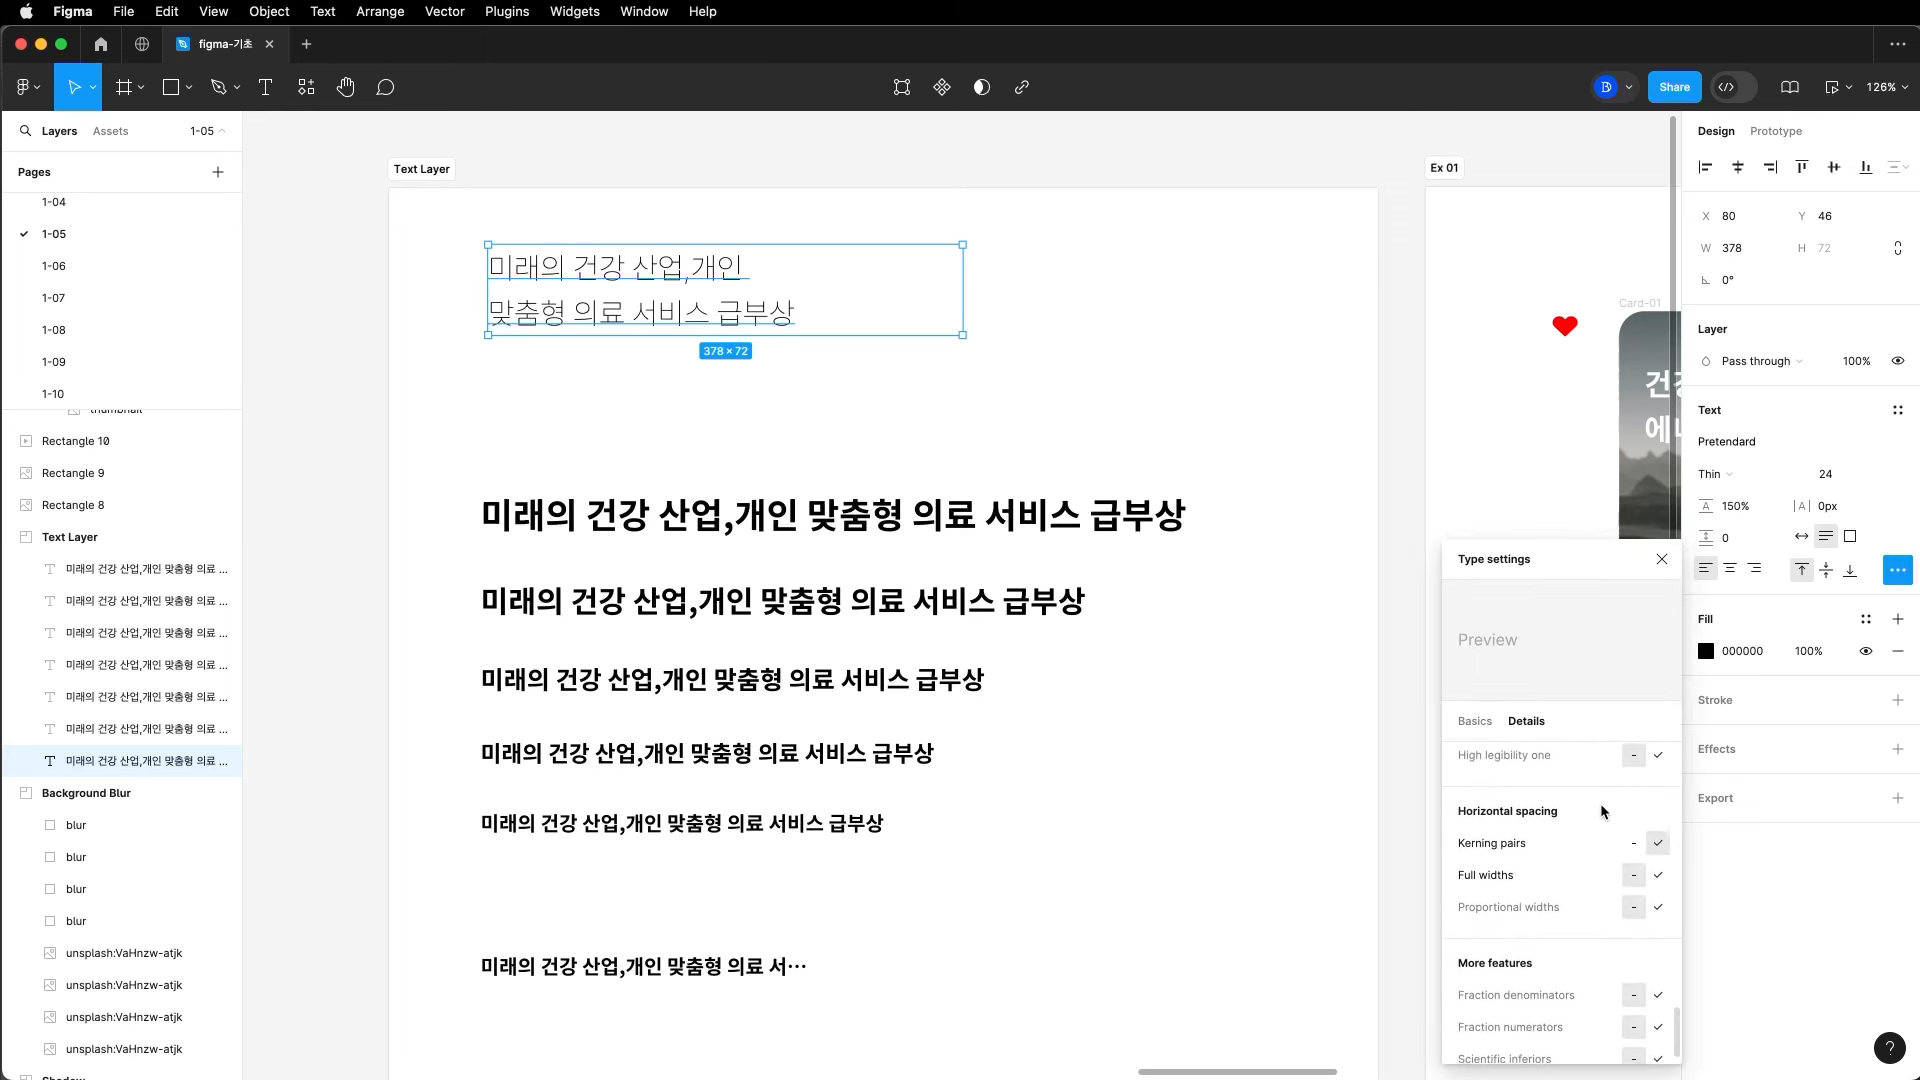 Figma File Edit View Object Text Arrange Vector Plugins Widgets Window Help
figma-기초
Share
126%
Layers Assets 1-05
Pages
1-04
1-05
1-06
1-07
1-08
1-09
1-10
thumbnail
Rectangle 10
Rectangle 9
Rectangle 8
Text Layer
미래의 건강 산업,개인 맞춤형 의료 ...
미래의 건강 산업,개인 맞춤형 의료 ...
미래의 건강 산업,개인 맞춤형 의료 ...
미래의 건강 산업,개인 맞춤형 의료 ...
미래의 건강 산업,개인 맞춤형 의료 ...
미래의 건강 산업,개인 맞춤형 의료 ...
미래의 건강 산업,개인 맞춤형 의료 ...
Background Blur
blur
blur
blur
blur
unsplash:VaHnzw-atjk
unsplash:VaHnzw-atjk
unsplash:VaHnzw-atjk
unsplash:VaHnzw-atjk
Text Layer
미래의 건강 산업,개인
맞춤형 의료 서비스 급부상
378 × 72
미래의 건강 산업,개인 맞춤형 의료 서비스 급부상
미래의 건강 산업,개인 맞춤형 의료 서비스 급부상
미래의 건강 산업,개인 맞춤형 의료 서비스 급부상
미래의 건강 산업,개인 맞춤형 의료 서비스 급부상
미래의 건강 산업,개인 맞춤형 의료 서비스 급부상
미래의 건강 산업,개인 맞춤형 의료 서…
Ex 01
Card-01
Type settings
Preview
Basics Details
High legibility one
Horizontal spacing
Kerning pairs
Full widths
Proportional widths
More features
Fraction denominators
Fraction numerators
Scientific inferiors
Design Prototype
X 80 Y 46
W 378 H 72
0°
Layer
Pass through 100%
Text
Pretendard
Thin 24
150% |A| 0px
0
Fill
000000 100%
Stroke
Effects
Export
?